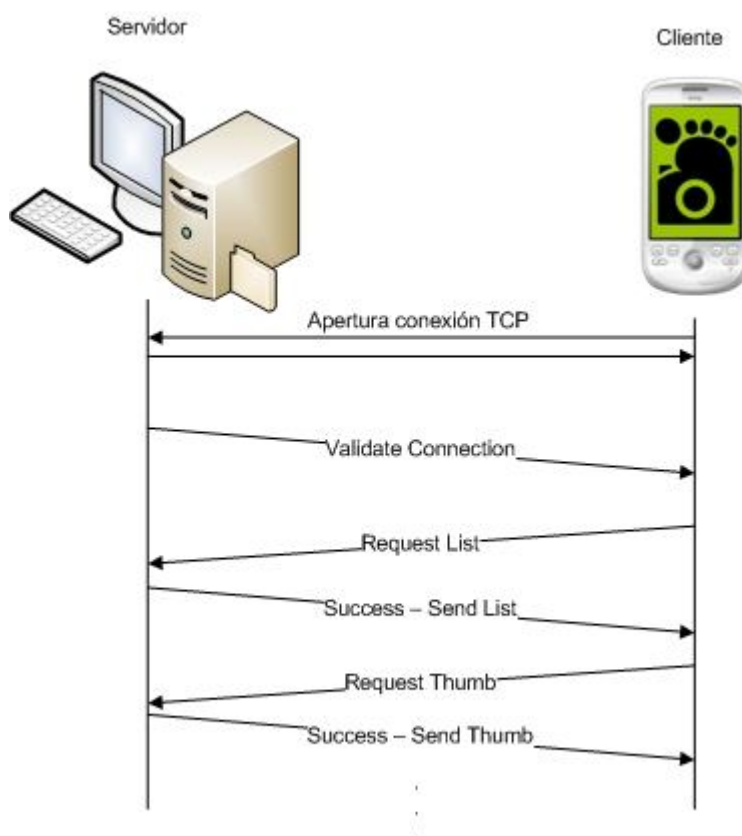 Servidor
Cliente
Apertura conexión TCP
Validate Connection
Request List
Success – Send List
Request Thumb
Success – Send Thumb